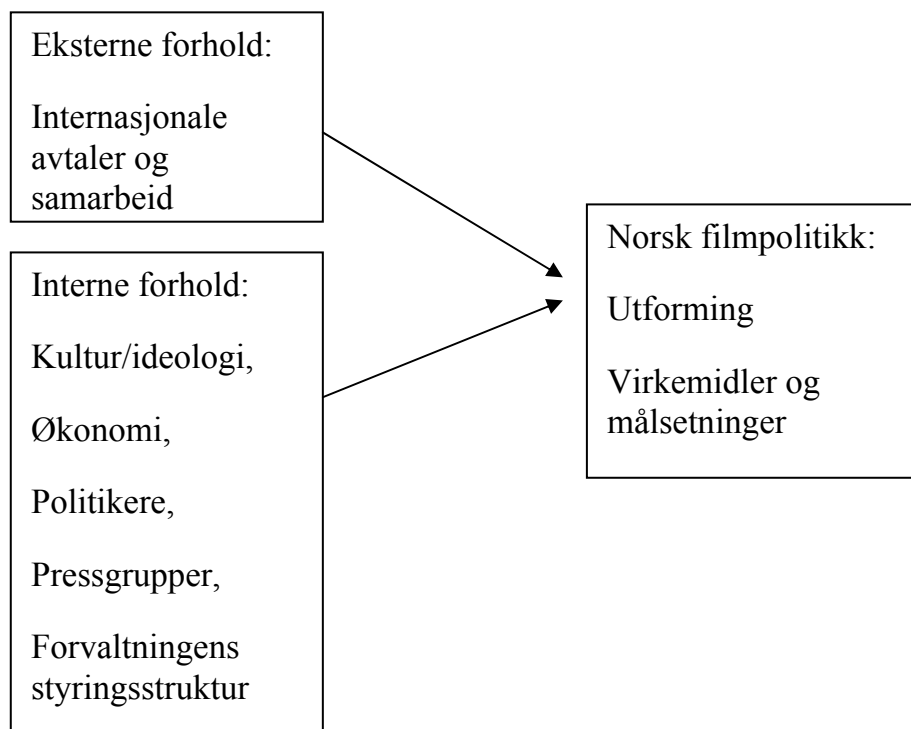 Eksterne forhold:
Internasjonale
avtaler og
samarbeid
Interne forhold:
Kultur/ideologi,
Økonomi,
Politikere,
Pressgrupper,
Forvaltningens
styringsstruktur
Norsk filmpolitikk:
Utforming
Virkemidler og
målsetninger